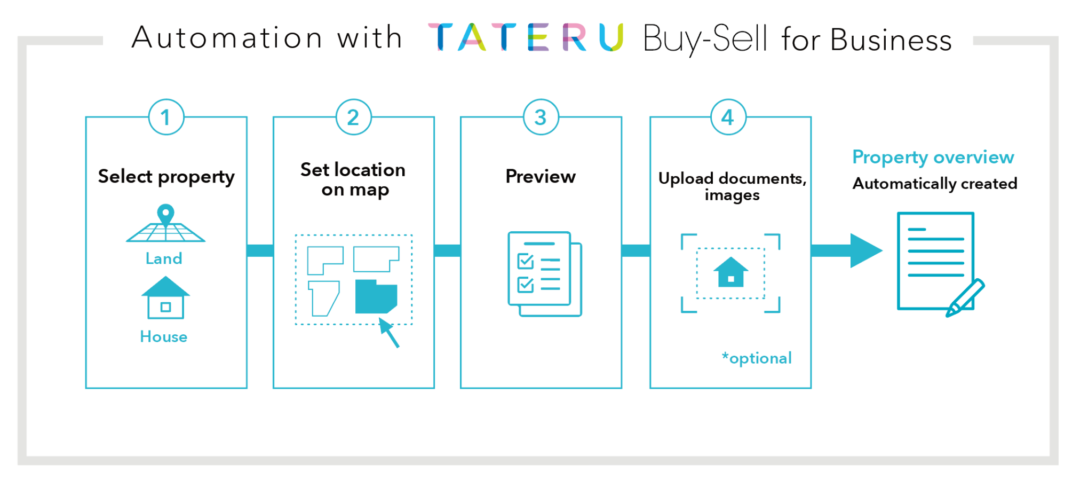 Automation with TATERU Buy-Sell for Business
1
Select property
Land
House
2
Set location
on map
3
Preview
4
Upload documents,
images
*optional
Property overview
Automatically created